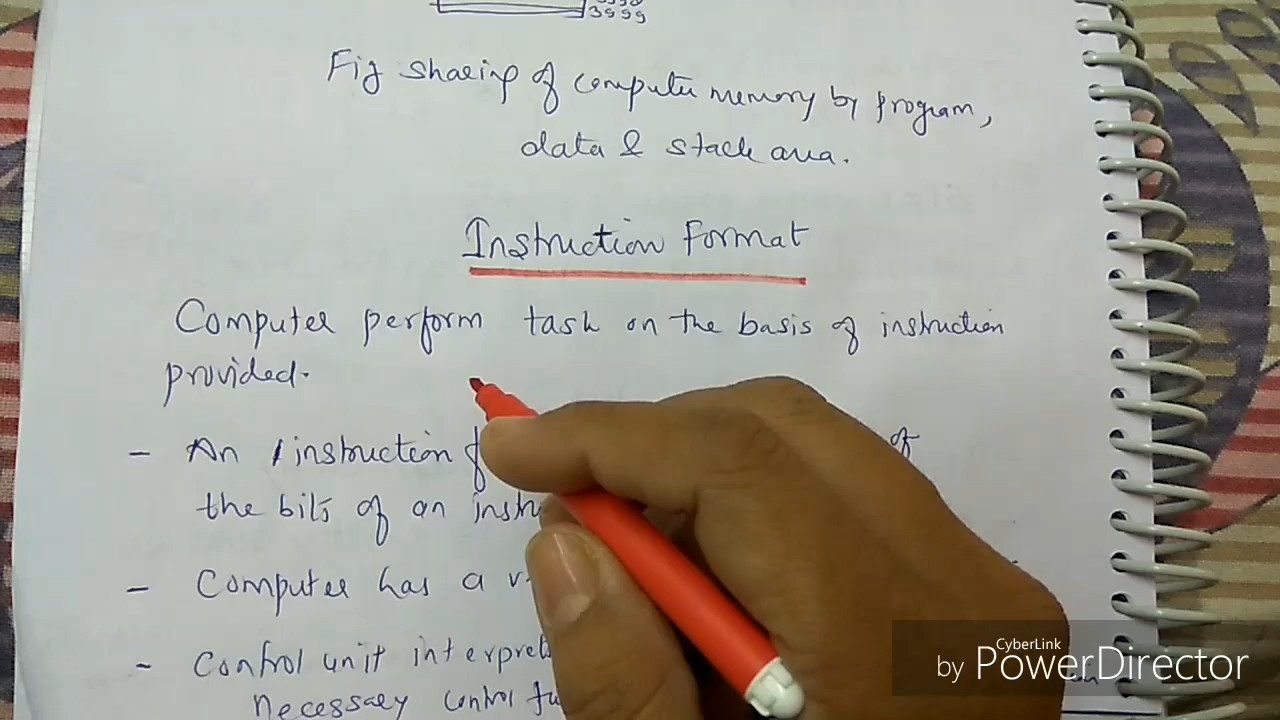 3999
Fig sharing of computer memory by program,
data & stack area.
Instruction Format
Computer perform task on the basis of instruction
provided.
- An instruction of
the bits of an
- Computer has a
- Control unit
necessary control
CyberLink
by PowerDirector